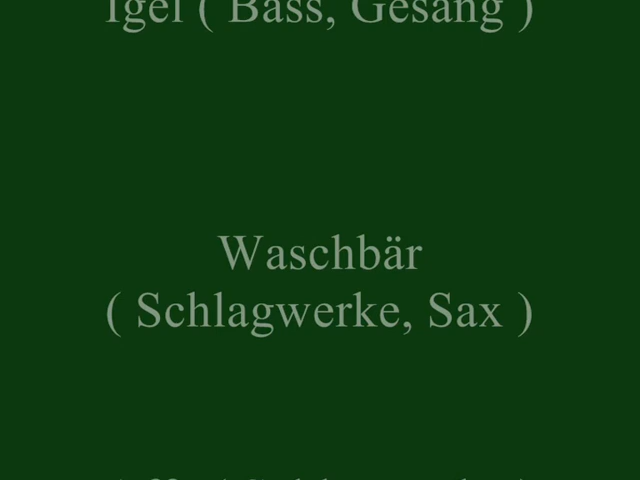 Igel ( Bass, Gesang )
Waschbär
( Schlagwerke, Sax )